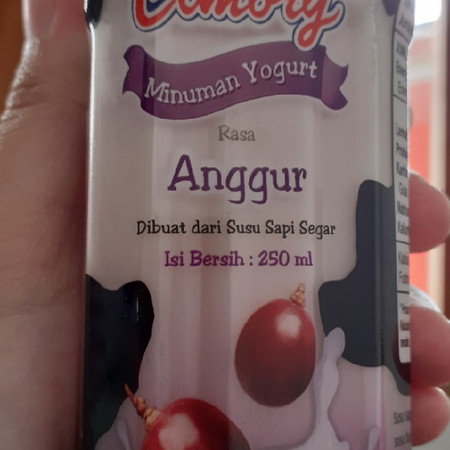 Cimory
Minuman Yogurt
Rasa
Anggur
Dibuat dari Susu Sapi Segar
Isi Bersih : 250 ml